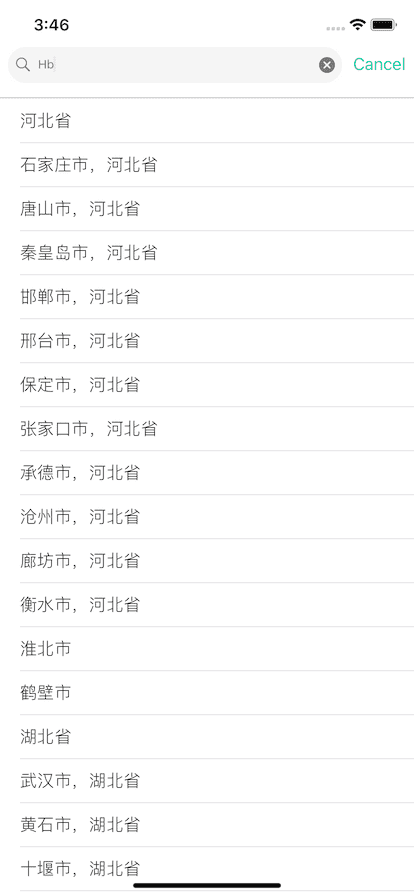 3:46
Hb
Cancel
河北省
石家庄市，河北省
唐山市，河北省
秦皇岛市，河北省
邯郸市，河北省
邢台市，河北省
保定市，河北省
张家口市，河北省
承德市，河北省
沧州市，河北省
廊坊市，河北省
衡水市，河北省
淮北市
鹤壁市
湖北省
武汉市，湖北省
黄石市，湖北省
十堰市，湖北省